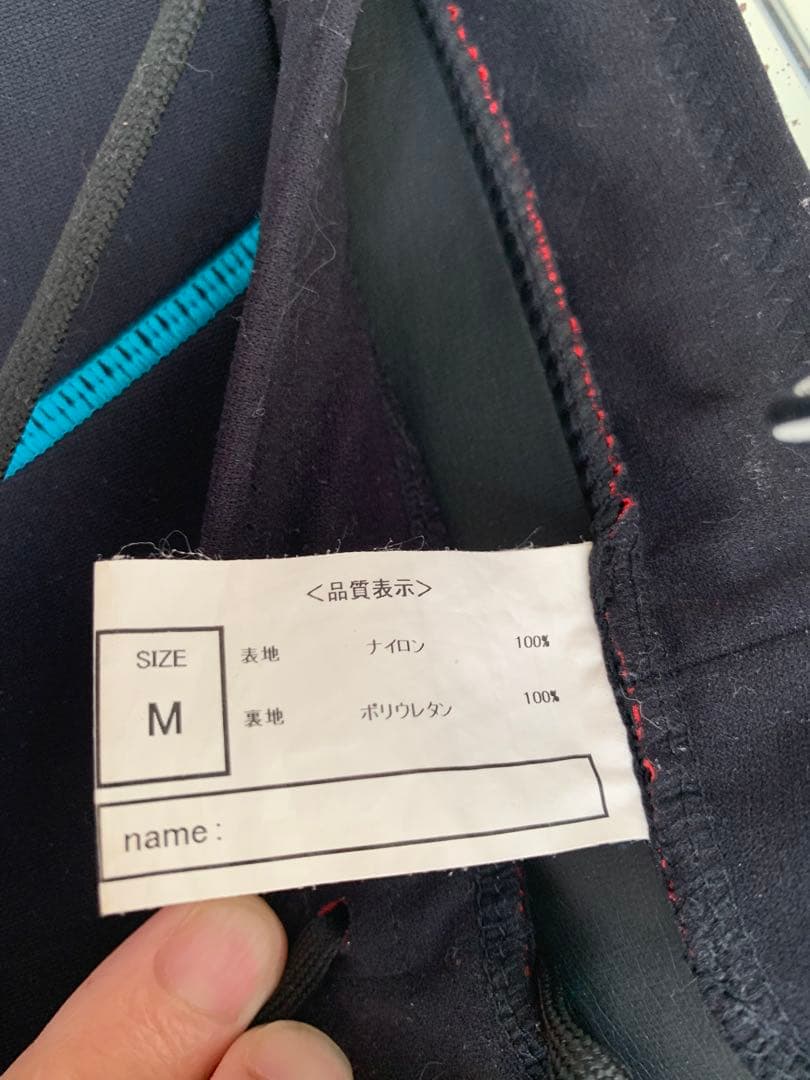 <品質表示>
SIZE
M
表地 ナイロン 100%
裏地 ポリウレタン 100%
name: